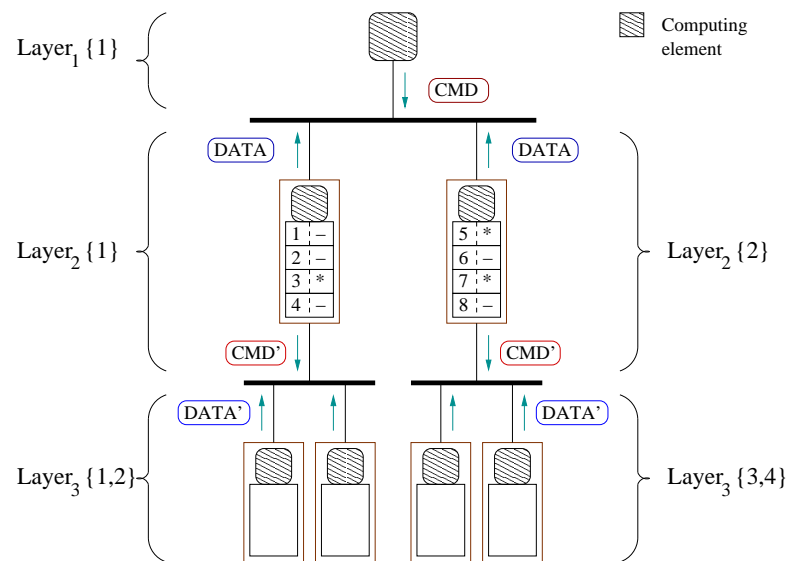 Layer₁ {1}
Computing
element
CMD
DATA
DATA
Layer₂ {1}
1 –
2 –
3 *
4 –
5 *
6 –
7 *
8 –
Layer₂ {2}
CMD’
CMD’
DATA’
DATA’
Layer₃ {1,2}
Layer₃ {3,4}